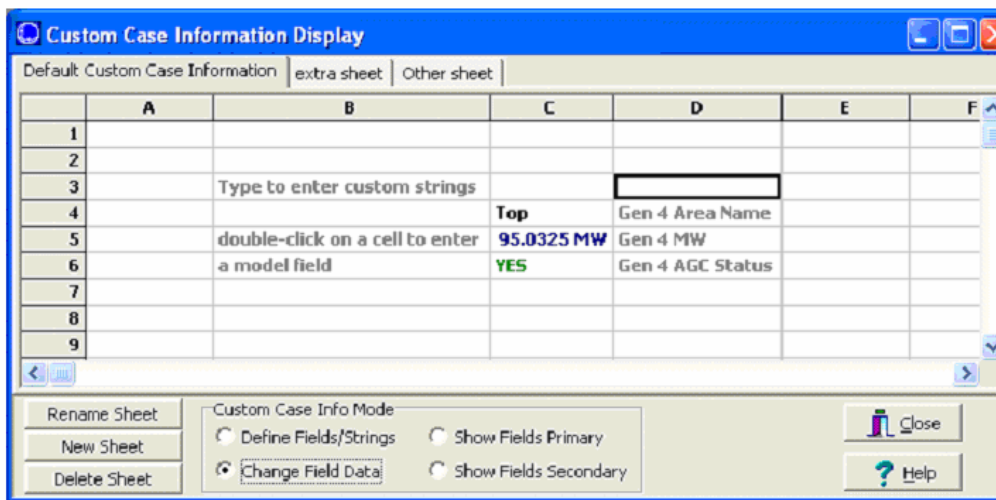 Custom Case Information Display
Default Custom Case Information extra sheet Other sheet
A B C D E F
1
2
3 Type to enter custom strings
4 Top Gen 4 Area Name
5 double-click on a cell to enter 95.0325 MW Gen 4 MW
6 a model field YES Gen 4 AGC Status
7
8
9
Rename Sheet
New Sheet
Delete Sheet
Custom Case Info Mode
Define Fields/Strings Show Fields Primary
Change Field Data Show Fields Secondary
Close
? Help